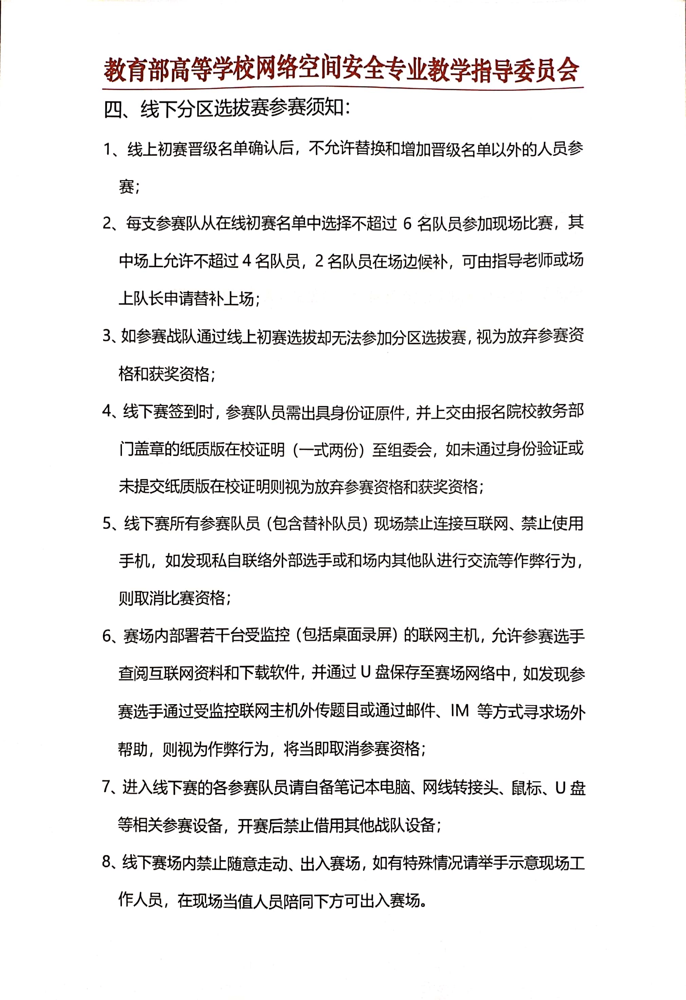 教育部高等学校网络空间安全专业教学指导委员会
四、线下分区选拔赛参赛须知：
1、线上初赛晋级名单确认后，不允许替换和增加晋级名单以外的人员参
赛；
2、每支参赛队从在线初赛名单中选择不超过 6 名队员参加现场比赛，其
中场上允许不超过 4 名队员，2 名队员在场边候补，可由指导老师或场
上队长申请替补上场；
3、如参赛战队通过线上初赛选拔却无法参加分区选拔赛，视为放弃参赛资
格和获奖资格；
4、线下赛签到时，参赛队员需出具身份证原件，并上交由报名院校教务部
门盖章的纸质版在校证明（一式两份）至组委会，如未通过身份验证或
未提交纸质版在校证明则视为放弃参赛资格和获奖资格；
5、线下赛所有参赛队员（包含替补队员）现场禁止连接互联网、禁止使用
手机，如发现私自联络外部选手或和场内其他队进行交流等作弊行为，
则取消比赛资格；
6、赛场内部署若干台受监控（包括桌面录屏）的联网主机，允许参赛选手
查阅互联网资料和下载软件，并通过 U 盘保存至赛场网络中，如发现参
赛选手通过受监控联网主机外传题目或通过邮件、IM 等方式寻求场外
帮助，则视为作弊行为，将当即取消参赛资格；
7、进入线下赛的各参赛队员请自备笔记本电脑、网线转接头、鼠标、U 盘
等相关参赛设备，开赛后禁止借用其他战队设备；
8、线下赛场内禁止随意走动、出入赛场，如有特殊情况请举手示意现场工
作人员，在现场当值人员陪同下方可出入赛场。